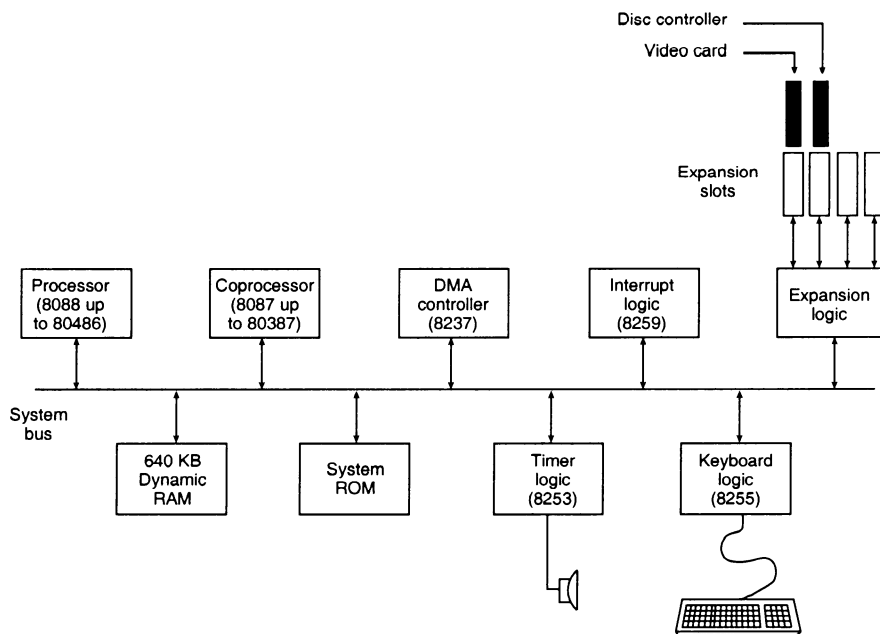 Disc controller
Video card
Expansion
slots
Processor
(8088 up
to 80486)
Coprocessor
(8087 up
to 80387)
DMA
controller
(8237)
Interrupt
logic
(8259)
Expansion
logic
System
bus
640 KB
Dynamic
RAM
System
ROM
Timer
logic
(8253)
Keyboard
logic
(8255)